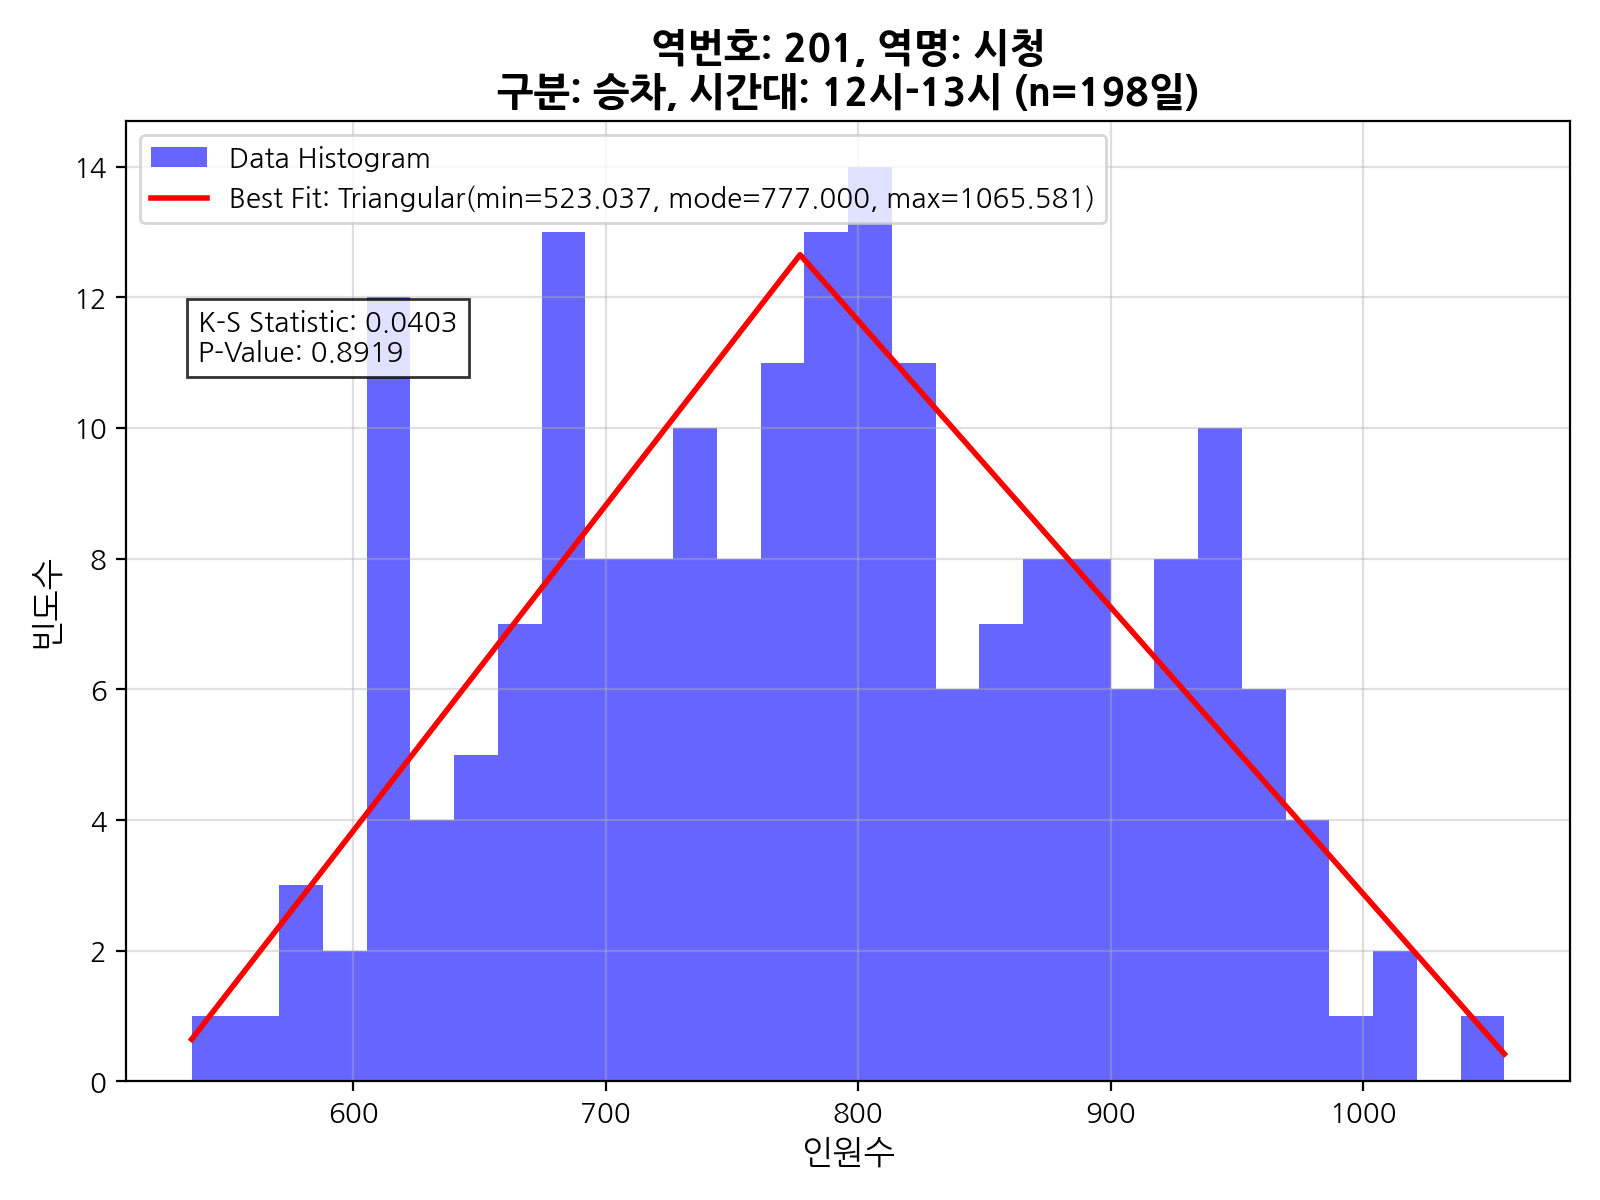 역번호: 201, 역명: 시청
구분: 승차, 시간대: 12시-13시 (n=198일)
Data Histogram
Best Fit: Triangular(min=523.037, mode=777.000, max=1065.581)
K-S Statistic: 0.0403
P-Value: 0.8919
빈도수
14
12
10
8
6
4
2
0
600 700 800 900 1000
인원수